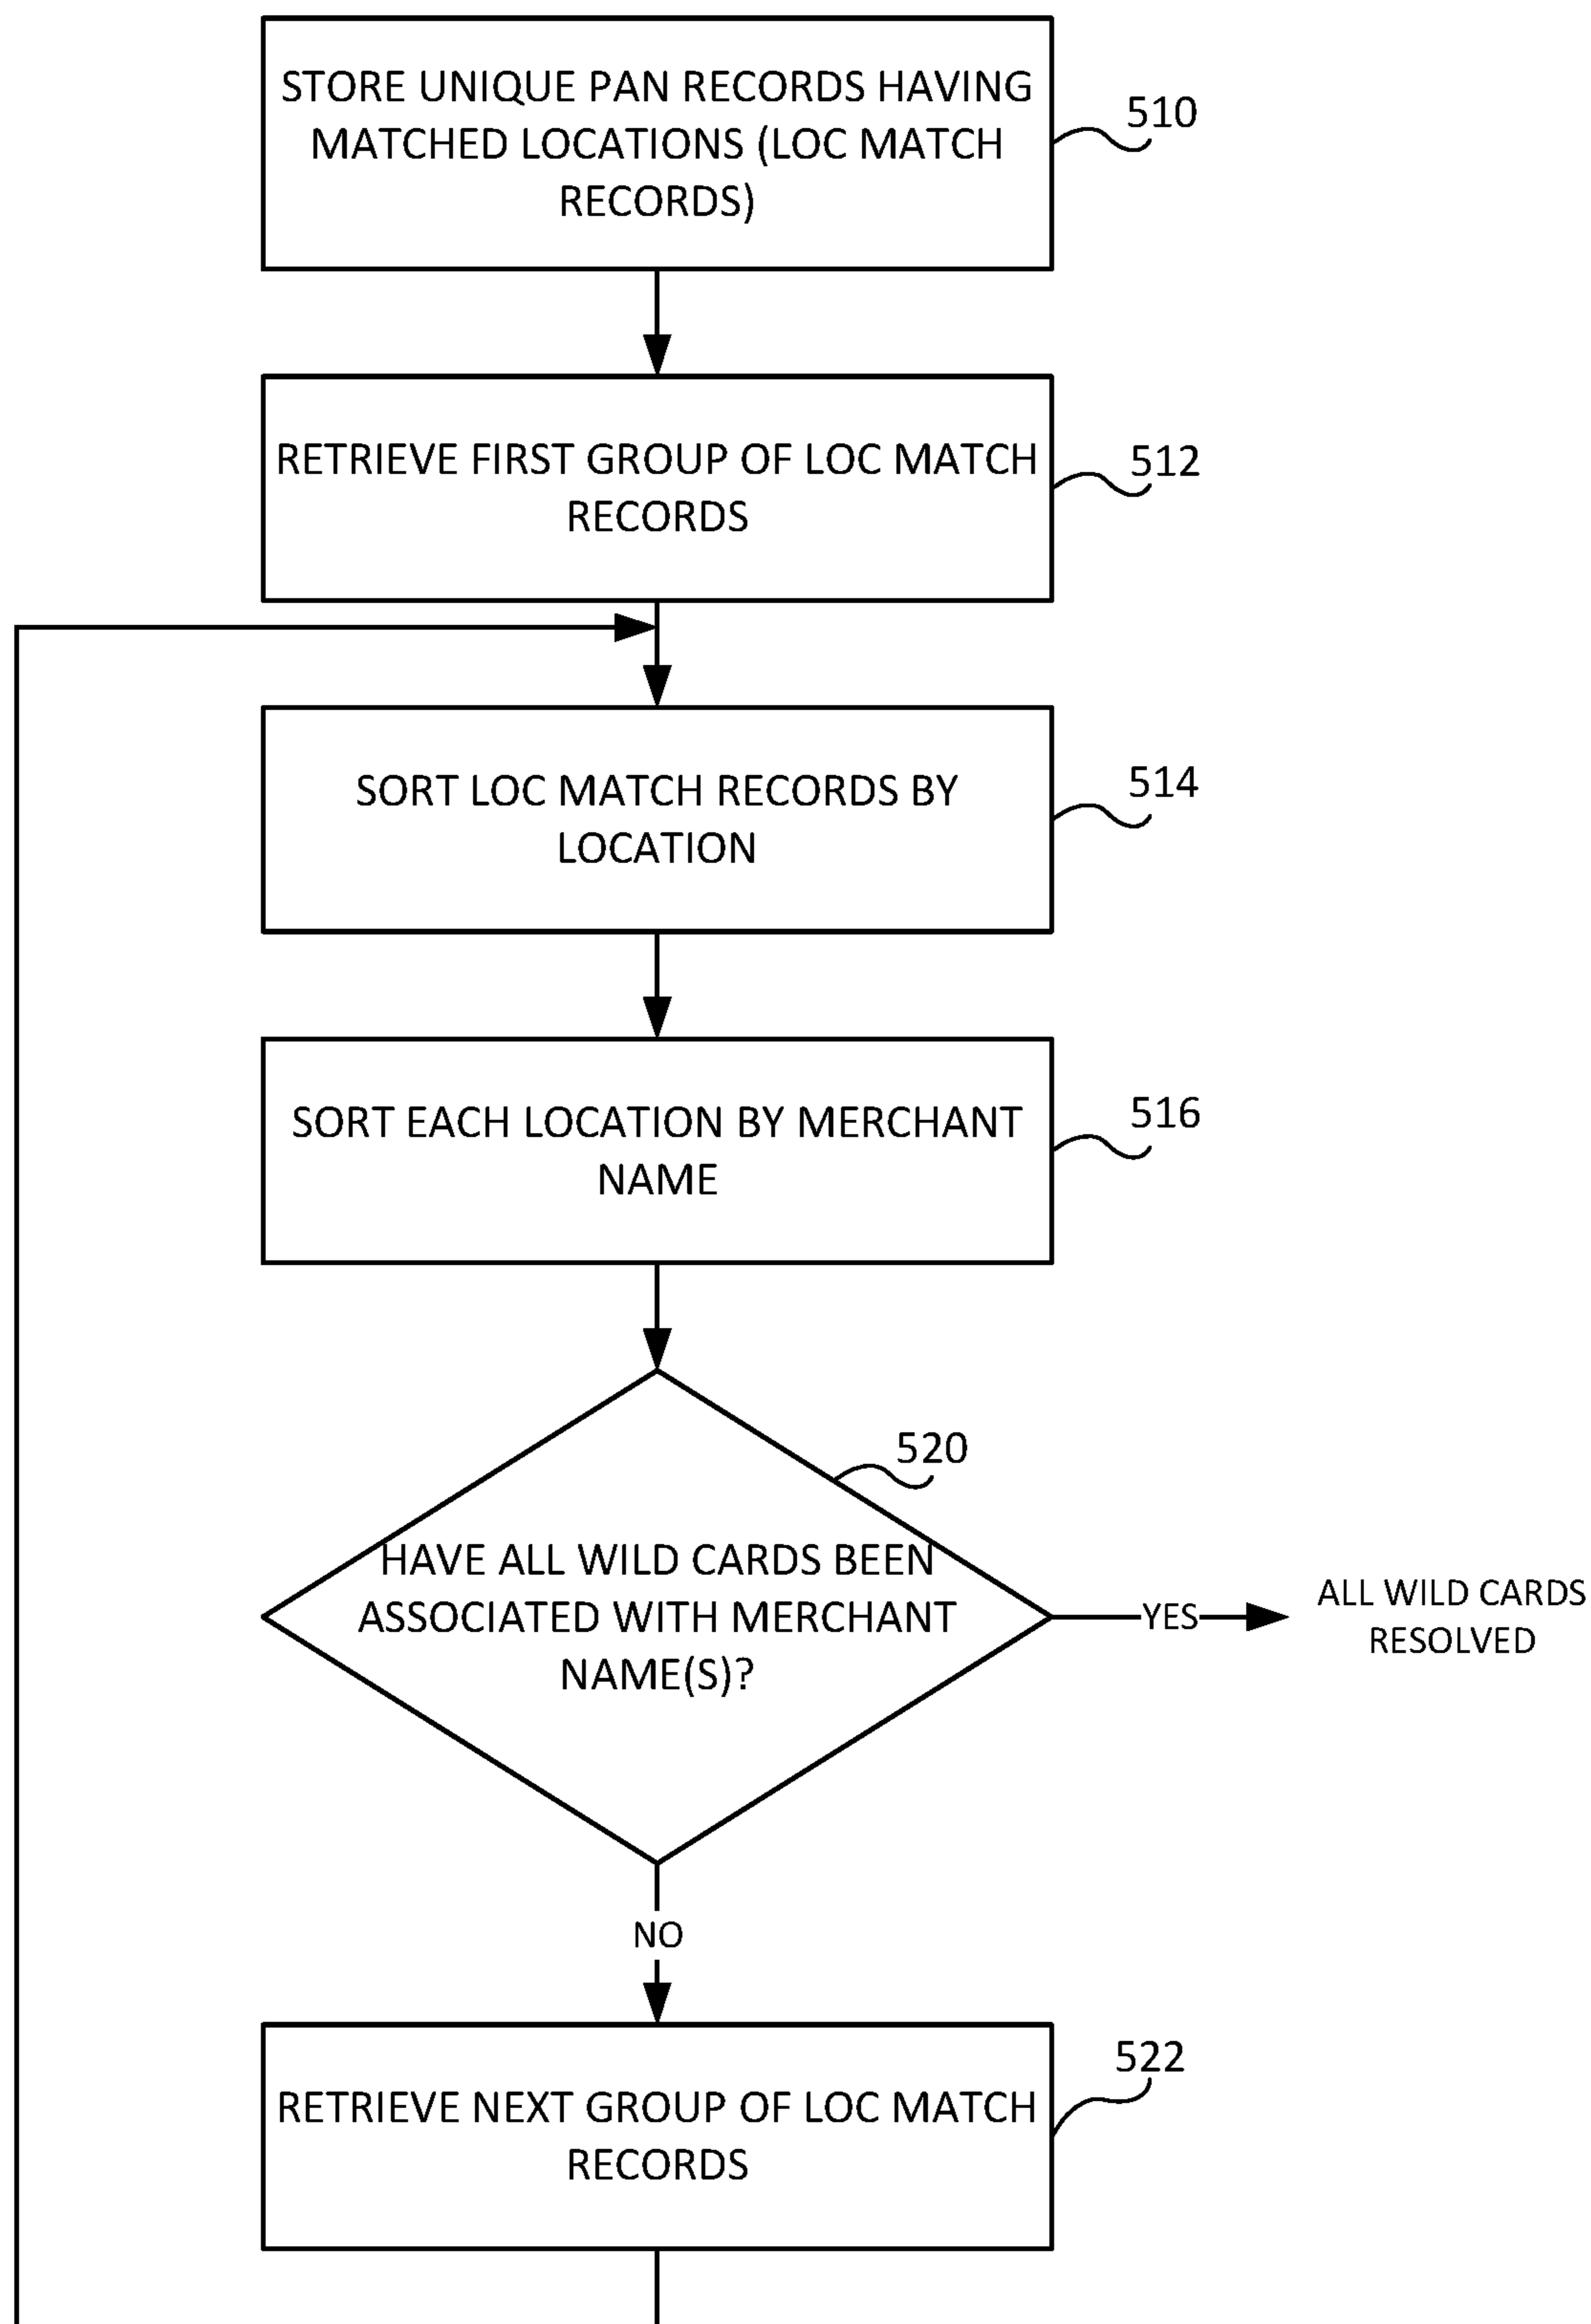 STORE UNIQUE PAN RECORDS HAVING
MATCHED LOCATIONS (LOC MATCH
RECORDS)
510
RETRIEVE FIRST GROUP OF LOC MATCH
RECORDS
512
SORT LOC MATCH RECORDS BY
LOCATION
514
SORT EACH LOCATION BY MERCHANT
NAME
516
520
HAVE ALL WILD CARDS BEEN
ASSOCIATED WITH MERCHANT
NAME(S)?
YES
ALL WILD CARDS
RESOLVED
NO
RETRIEVE NEXT GROUP OF LOC MATCH
RECORDS
522